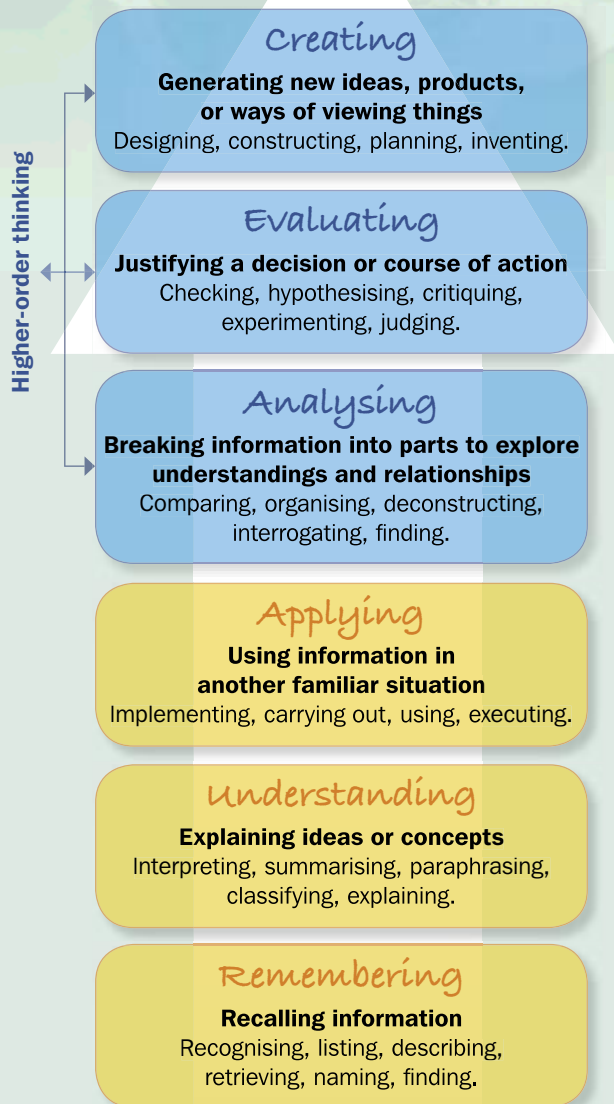 Higher-order thinking
Creating
Generating new ideas, products,
or ways of viewing things
Designing, constructing, planning, inventing.
Evaluating
Justifying a decision or course of action
Checking, hypothesising, critiquing,
experimenting, judging.
Analysing
Breaking information into parts to explore
understandings and relationships
Comparing, organising, deconstructing,
interrogating, finding.
Applying
Using information in
another familiar situation
Implementing, carrying out, using, executing.
Understanding
Explaining ideas or concepts
Interpreting, summarising, paraphrasing,
classifying, explaining.
Remembering
Recalling information
Recognising, listing, describing,
retrieving, naming, finding.